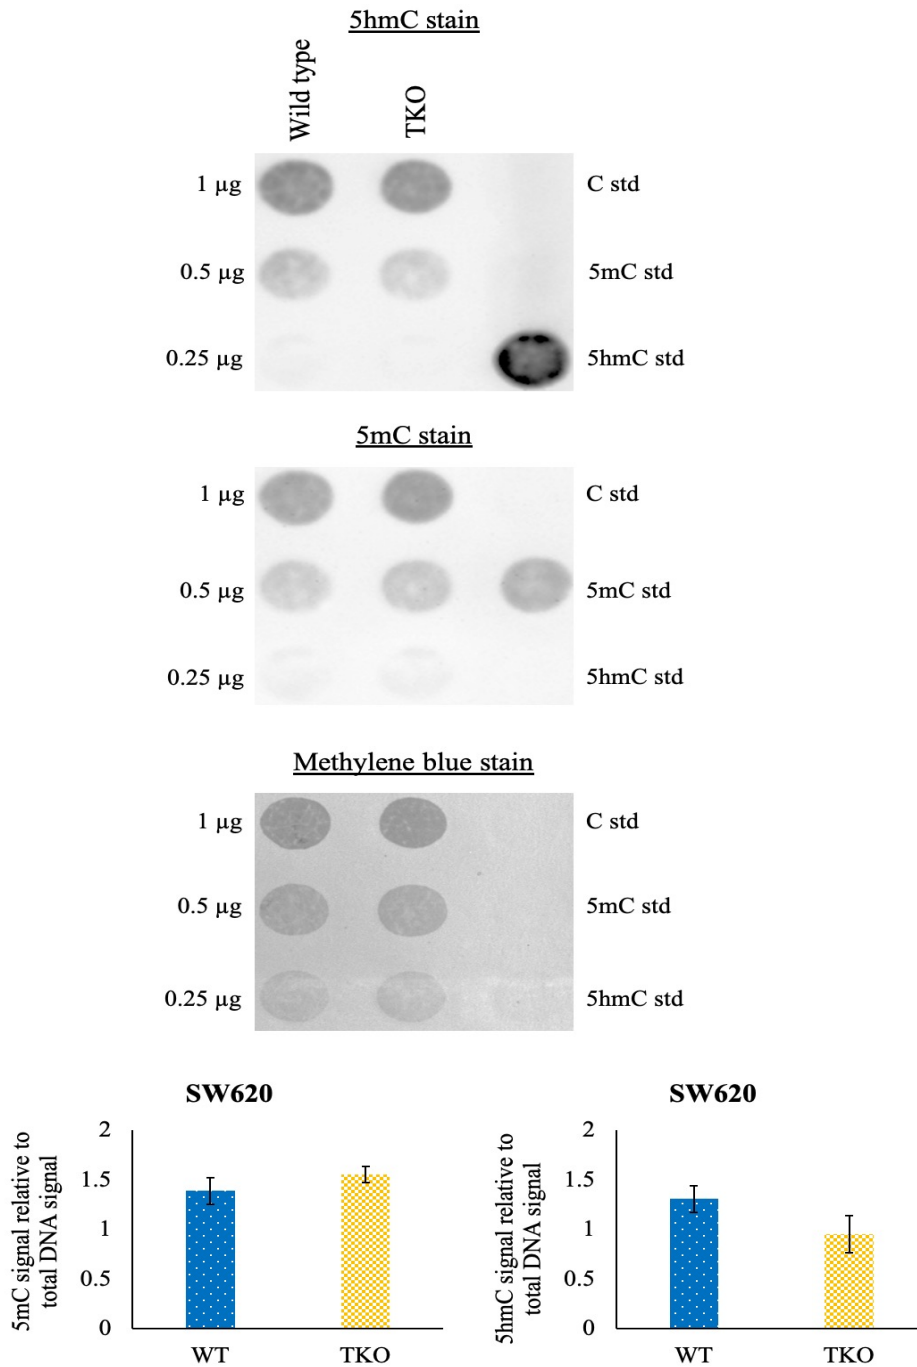 5hmC stain
Wild type
TKO
1 µg
C std
0.5 µg
5mC std
0.25 µg
5hmC std
5mC stain
1 µg
C std
0.5 µg
5mC std
0.25 µg
5hmC std
Methylene blue stain
1 µg
C std
0.5 µg
5mC std
0.25 µg
5hmC std
SW620
5mC signal relative to
total DNA signal
2
1.5
1
0.5
0
WT
TKO
SW620
5hmC signal relative to
total DNA signal
2
1.5
1
0.5
0
WT
TKO